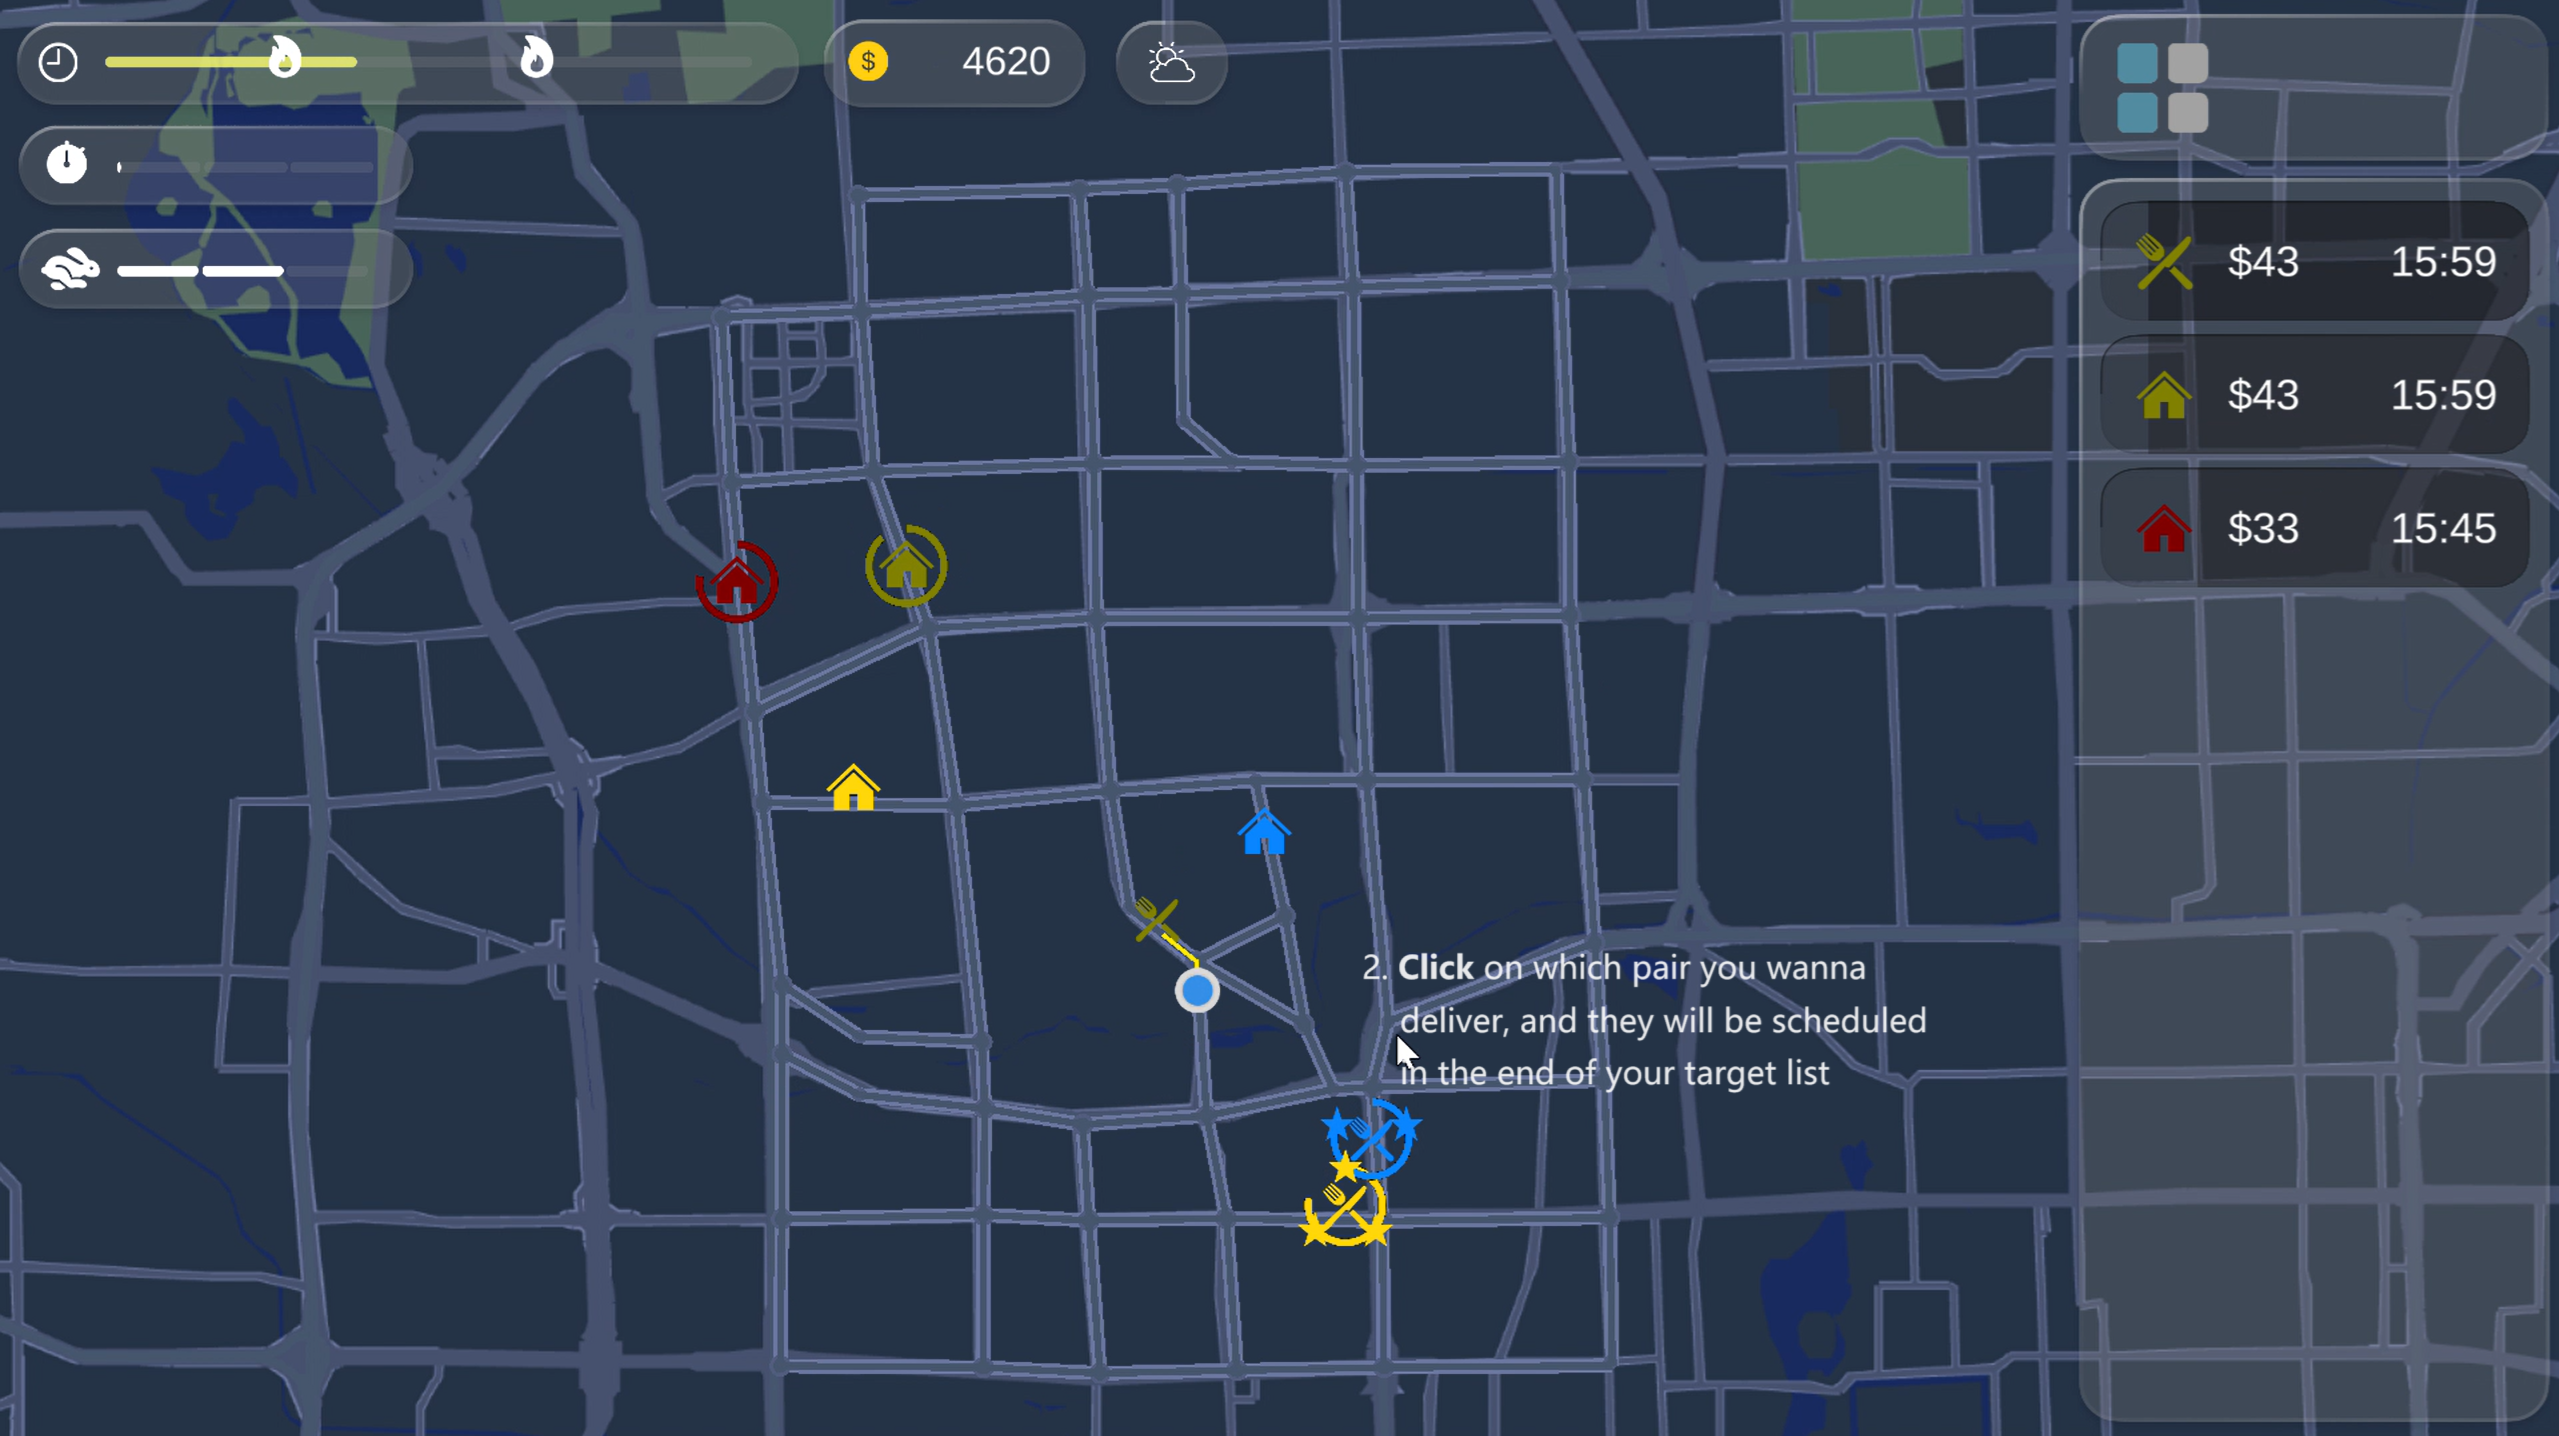 4620
$43 15:59
$43 15:59
$33 15:45
2. Click on which pair you wanna
deliver, and they will be scheduled
in the end of your target list